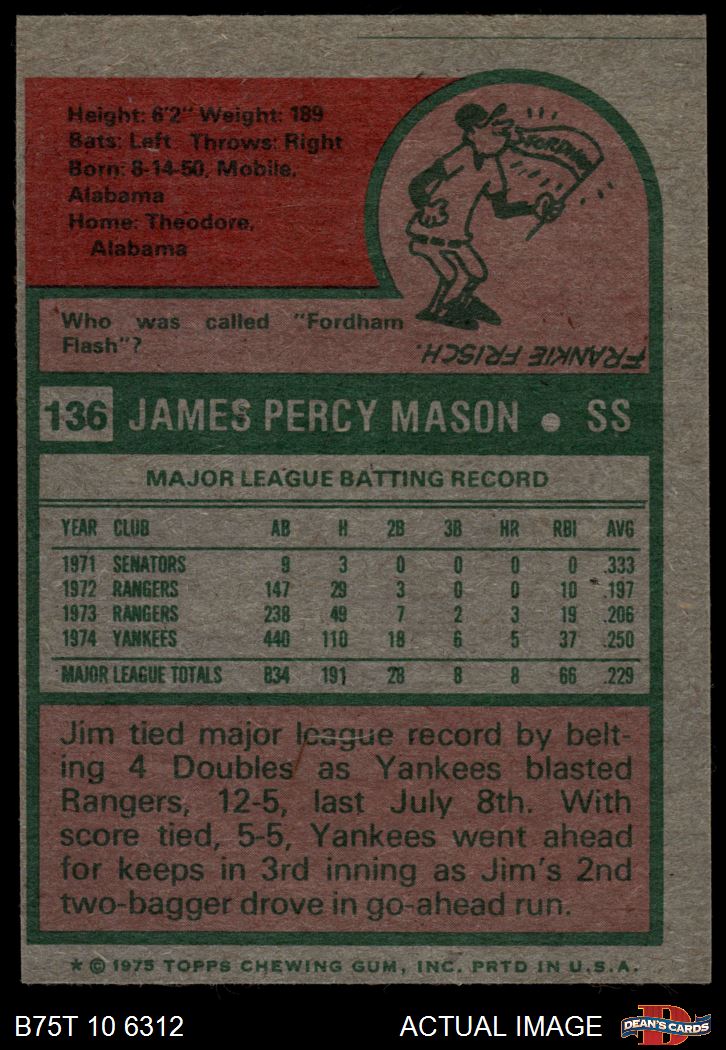 Height: 6'2" Weight: 189
Bats: Left Throws: Right
Born: 8-14-50, Mobile,
Alabama
Home: Theodore,
Alabama
FORDHAM
Who was called "Fordham
Flash"?
FRANKIE FRISCH.
136 JAMES PERCY MASON • SS
MAJOR LEAGUE BATTING RECORD
YEAR CLUB AB H 2B 3B HR RBI AVG
1971 SENATORS 9 3 0 0 0 0 .333
1972 RANGERS 147 29 3 0 0 10 .197
1973 RANGERS 238 49 7 2 3 19 .206
1974 YANKEES 440 110 18 6 5 37 .250
MAJOR LEAGUE TOTALS 834 191 28 8 8 66 .229
Jim tied major league record by belt-
ing 4 Doubles as Yankees blasted
Rangers, 12-5, last July 8th. With
score tied, 5-5, Yankees went ahead
for keeps in 3rd inning as Jim's 2nd
two-bagger drove in go-ahead run.
* © 1975 TOPPS CHEWING GUM, INC. PRTD IN U.S.A.
B75T 10 6312 ACTUAL IMAGE D DEAN'S CARDS